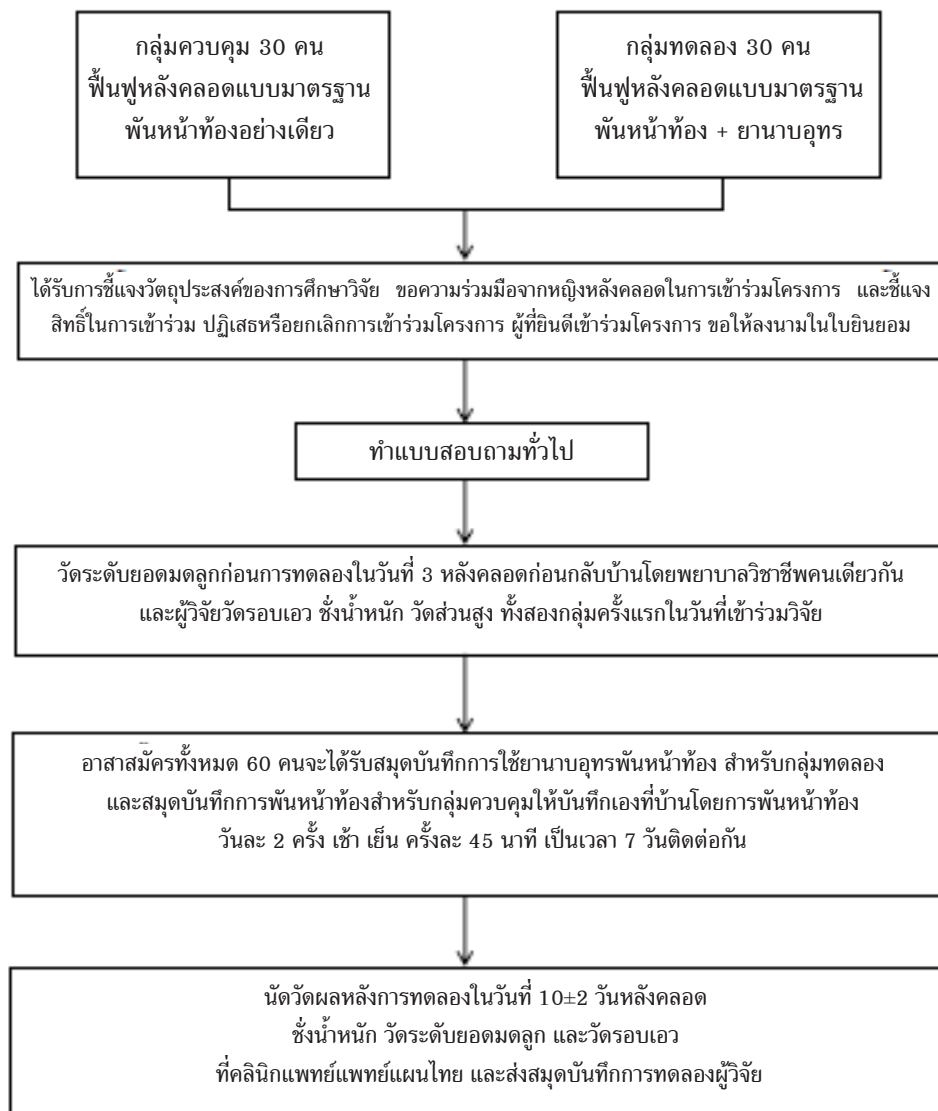 กลุ่มควบคุม 30 คน
ฟื้นฟูหลังคลอดแบบมาตรฐาน
พันหน้าท้องอย่างเดียว
กลุ่มทดลอง 30 คน
ฟื้นฟูหลังคลอดแบบมาตรฐาน
พันหน้าท้อง + ยานาบอุทร
ได้รับการชี้แจงวัตถุประสงค์ของการศึกษาวิจัย ขอความร่วมมือจากหญิงหลังคลอดในการเข้าร่วมโครงการ และชี้แจง
สิทธิ์ในการเข้าร่วม ปฏิเสธหรือยกเลิกการเข้าร่วมโครงการ ผู้ที่ยินดีเข้าร่วมโครงการ ขอให้ลงนามในใบยินยอม
ทำแบบสอบถามทั่วไป
วัดระดับยอดมดลูกก่อนการทดลองในวันที่ 3 หลังคลอดก่อนกลับบ้านโดยพยาบาลวิชาชีพคนเดียวกัน
และผู้วิจัยวัดรอบเอว ชั่งน้ำหนัก วัดส่วนสูง ทั้งสองกลุ่มครั้งแรกในวันที่เข้าร่วมวิจัย
อาสาสมัครทั้งหมด 60 คนจะได้รับสมุดบันทึกการใช้ยานาบอุทรพันหน้าท้อง สำหรับกลุ่มทดลอง
และสมุดบันทึกการพันหน้าท้องสำหรับกลุ่มควบคุมให้บันทึกเองที่บ้านโดยการพันหน้าท้อง
วันละ 2 ครั้ง เช้า เย็น ครั้งละ 45 นาที เป็นเวลา 7 วันติดต่อกัน
นัดวัดผลหลังการทดลองในวันที่ 10±2 วันหลังคลอด
ชั่งน้ำหนัก วัดระดับยอดมดลูก และวัดรอบเอว
ที่คลินิกแพทย์แพทย์แผนไทย และส่งสมุดบันทึกการทดลองผู้วิจัย